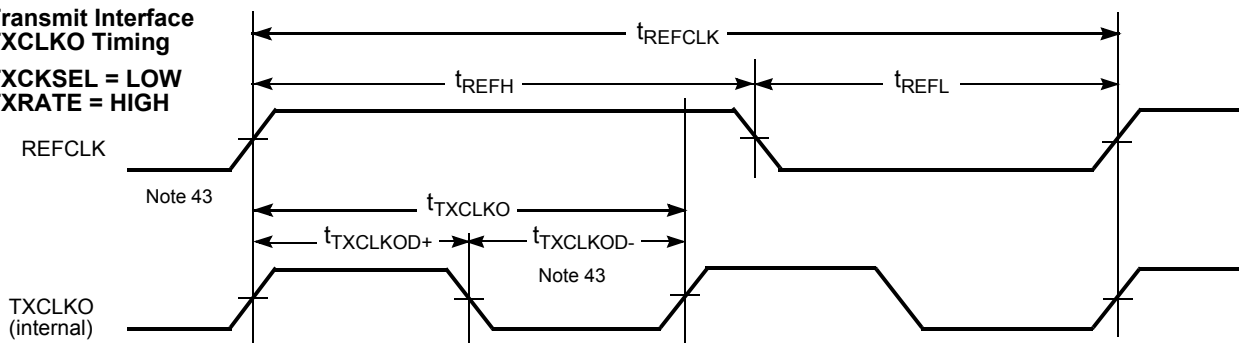 ransmit Interface
XCLKO Timing
XCKSEL = LOW
XRATE = HIGH
tREFCLK
tREFH
tREFL
REFCLK
Note 43
tTXCLKO
tTXCLKOD+
tTXCLKOD-
Note 43
TXCLKO
(internal)